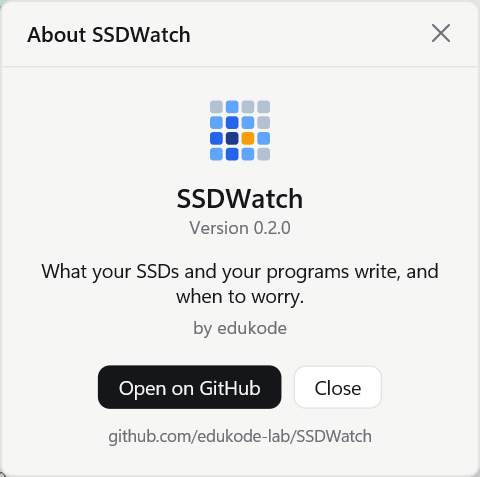 About SSDWatch
SSDWatch
Version 0.2.0
What your SSDs and your programs write, and
when to worry.
by edukode
Open on GitHub
Close
github.com/edukode-lab/SSDWatch